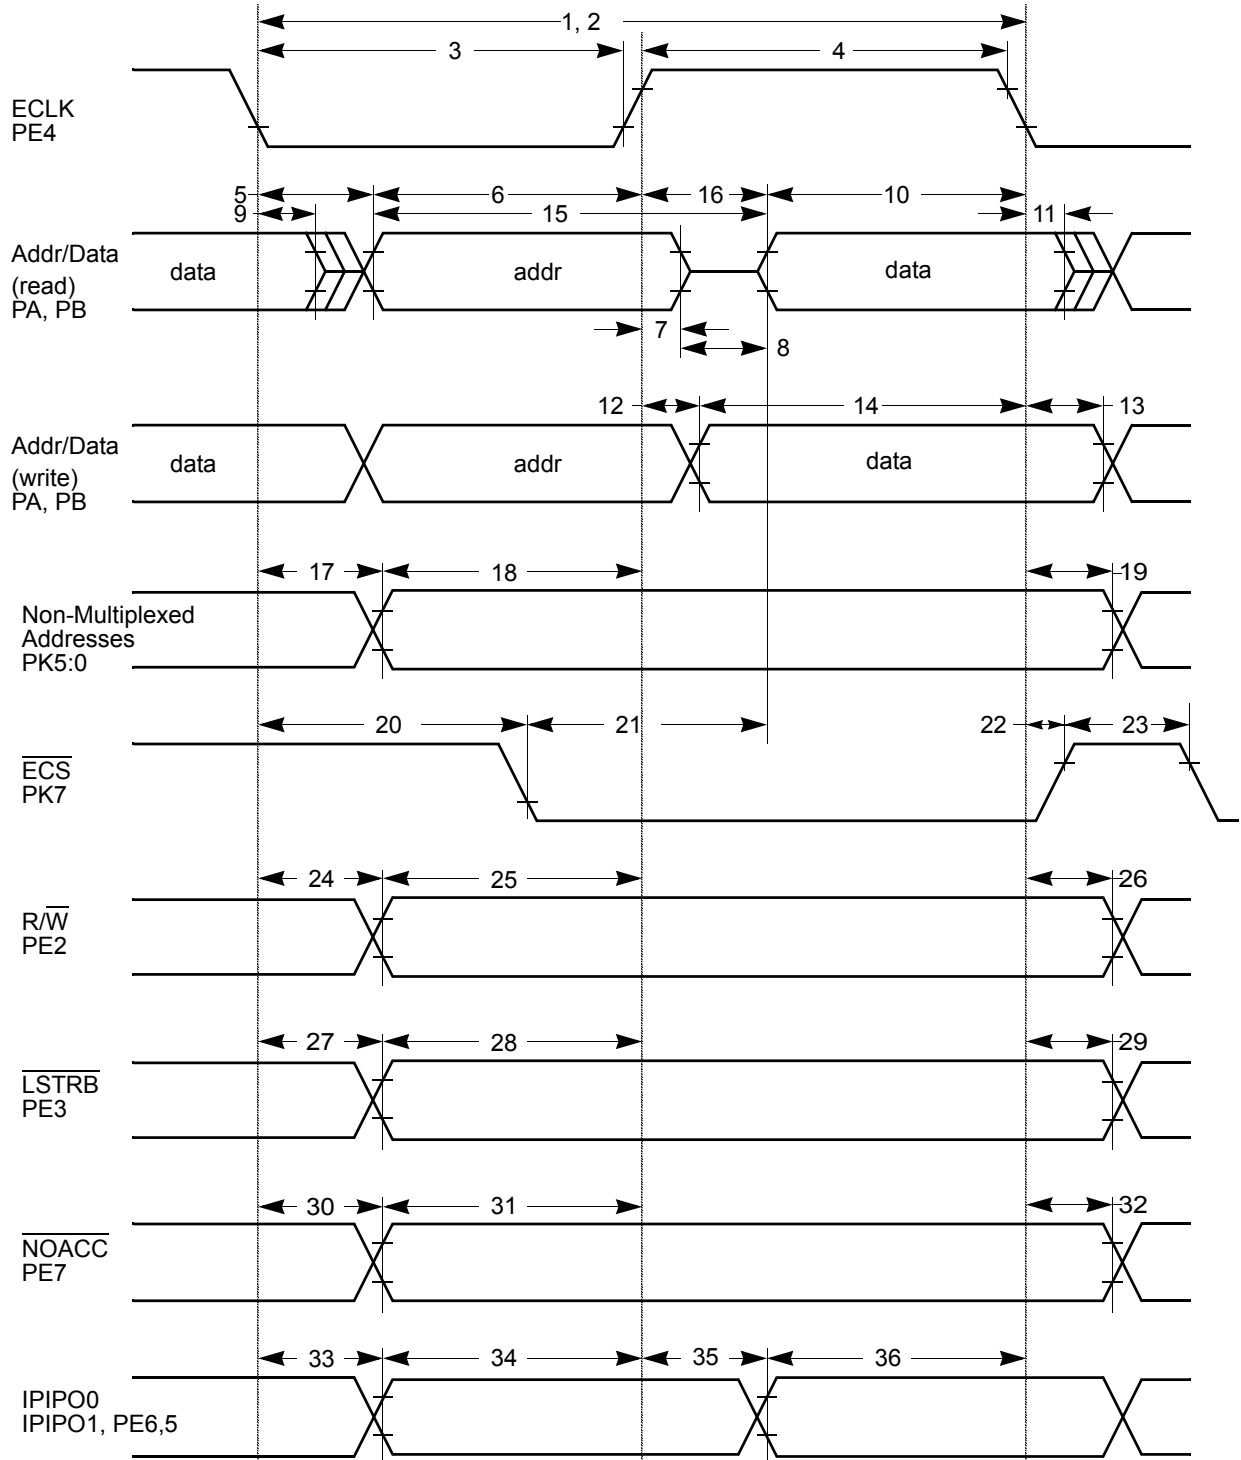 1, 2
3
4
ECLK
PE4
5
6
16
10
9
15
11
Addr/Data
(read)
PA, PB
data
addr
data
7
8
12
14
13
Addr/Data
(write)
PA, PB
data
addr
data
17
18
19
Non-Multiplexed
Addresses
PK5:0
20
21
22
23
ECS
PK7
24
25
26
R/W
PE2
27
28
29
LSTRB
PE3
30
31
32
NOACC
PE7
33
34
35
36
IPIPO0
IPIPO1, PE6,5